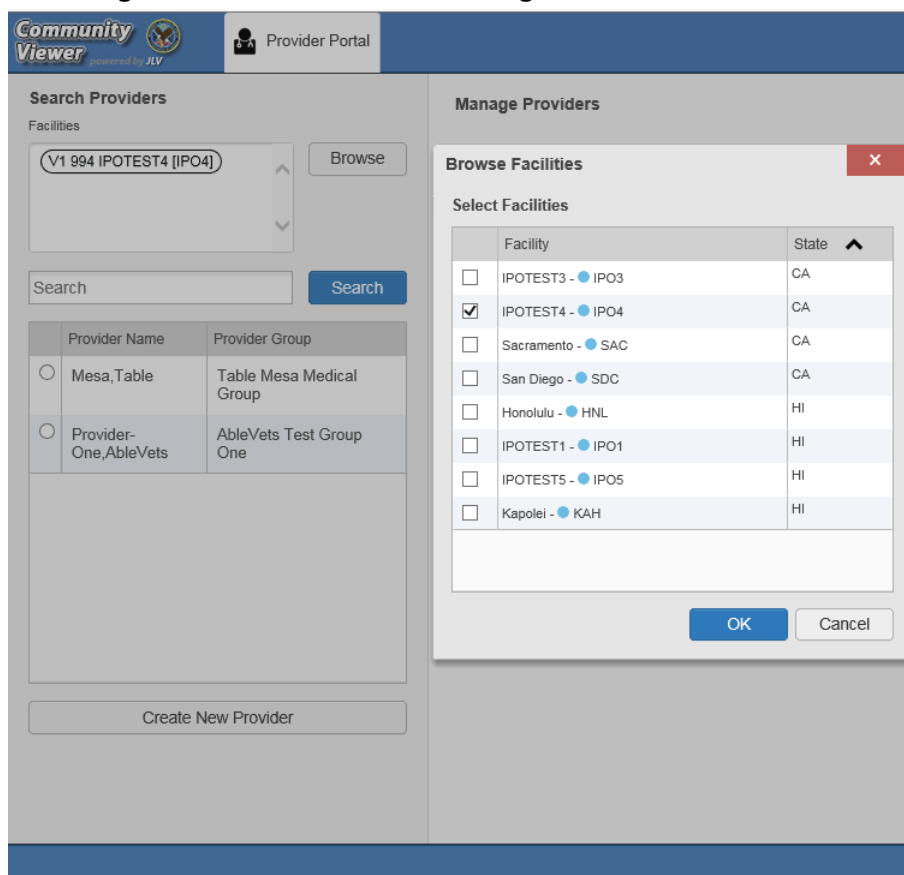 Community
Viewer powered by JLV
Provider Portal
Search Providers
Facilities
V1 994 IPOTEST4 [IPO4]
Browse
Search
Search
Provider Name Provider Group
Mesa,Table Table Mesa Medical
Group
Provider- AbleVets Test Group
One,AbleVets One
Create New Provider
Manage Providers
Browse Facilities
Select Facilities
Facility State
IPOTEST3 - IPO3 CA
IPOTEST4 - IPO4 CA
Sacramento - SAC CA
San Diego - SDC CA
Honolulu - HNL HI
IPOTEST1 - IPO1 HI
IPOTEST5 - IPO5 HI
Kapolei - KAH HI
OK Cancel